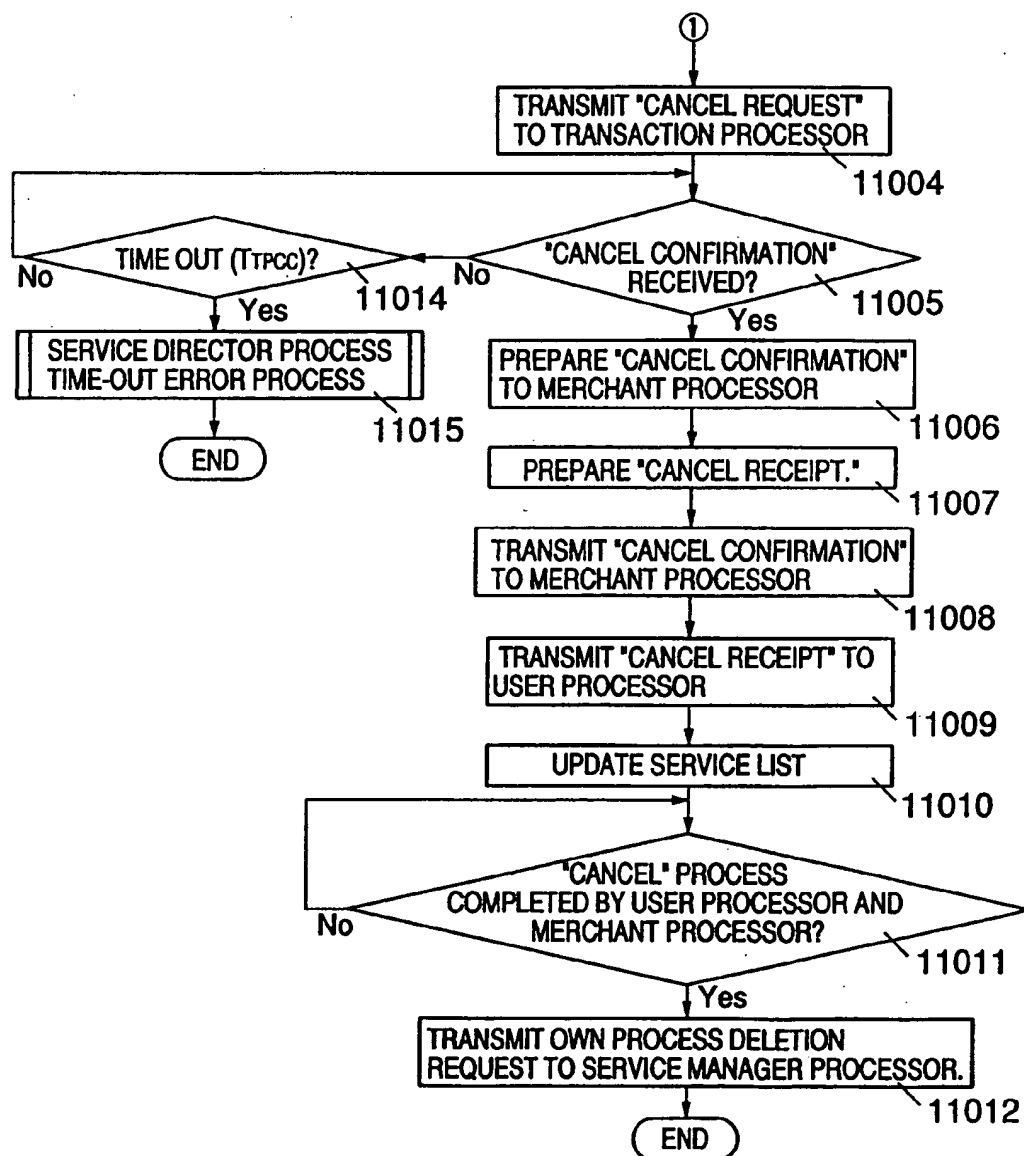 ①
TRANSMIT "CANCEL REQUEST"
TO TRANSACTION PROCESSOR
11004
"CANCEL CONFIRMATION"
RECEIVED?
11005
No
Yes
TIME OUT (TTPCC)?
11014
No
Yes
SERVICE DIRECTOR PROCESS
TIME-OUT ERROR PROCESS
11015
END
PREPARE "CANCEL CONFIRMATION"
TO MERCHANT PROCESSOR
11006
PREPARE "CANCEL RECEIPT."
11007
TRANSMIT "CANCEL CONFIRMATION"
TO MERCHANT PROCESSOR
11008
TRANSMIT "CANCEL RECEIPT" TO
USER PROCESSOR
11009
UPDATE SERVICE LIST
11010
"CANCEL" PROCESS
COMPLETED BY USER PROCESSOR AND
MERCHANT PROCESSOR?
11011
No
Yes
TRANSMIT OWN PROCESS DELETION
REQUEST TO SERVICE MANAGER PROCESSOR.
11012
END